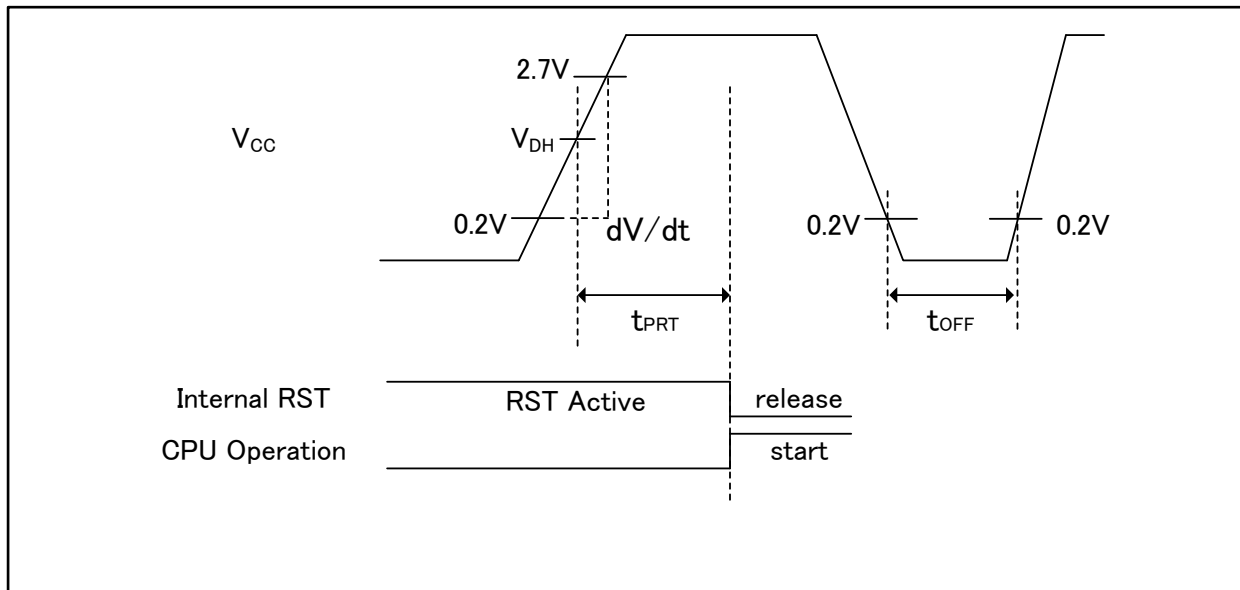 2.7V
VCC
VDH
0.2V
dV/dt
0.2V
0.2V
tPRT
tOFF
Internal RST
RST Active
release
CPU Operation
start